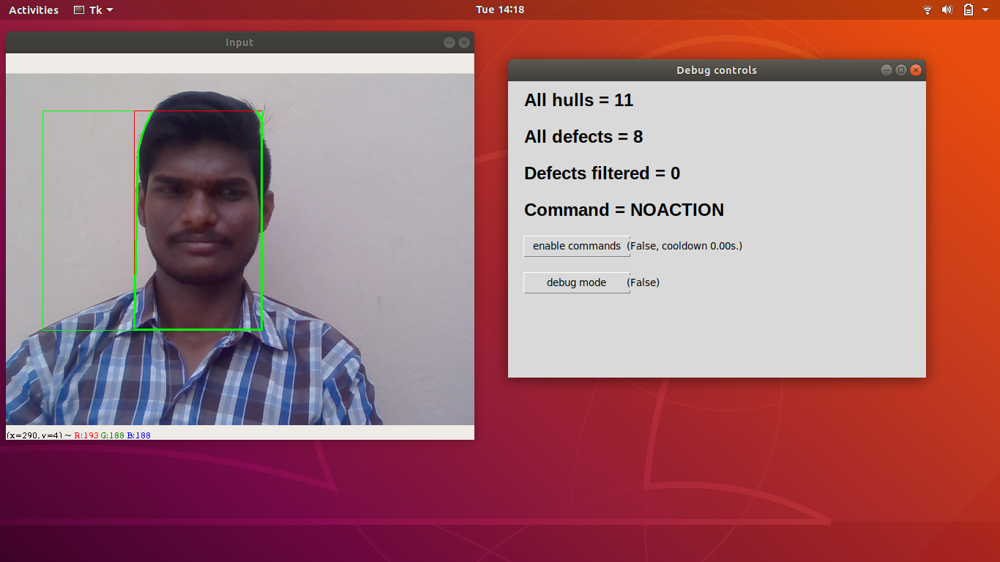 Activities Tk Tue 14:18
Input
Debug controls
All hulls = 11
All defects = 8
Defects filtered = 0
Command = NOACTION
enable commands (False, cooldown 0.00s.)
debug mode (False)
(x=290, y=4) ~ R:193 G:188 B:188